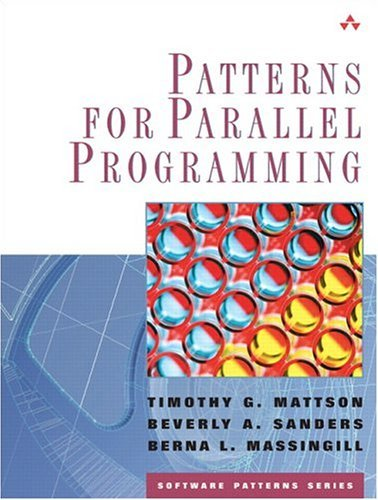 PATTERNS
FOR PARALLEL
PROGRAMMING
TIMOTHY G. MATTSON
BEVERLY A. SANDERS
BERNA L. MASSINGILL
SOFTWARE PATTERNS SERIES